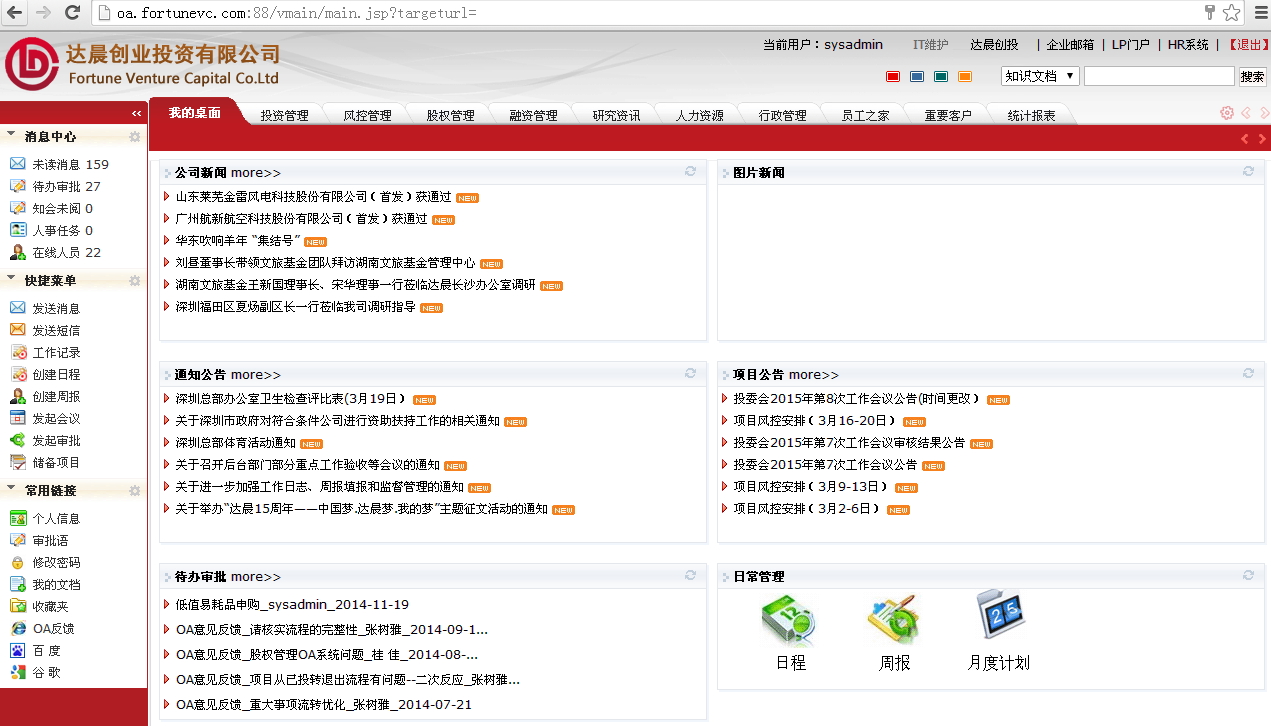 oa.fortunevc.com:88/vmain/main.jsp?targeturl=
达晨创业投资有限公司
Fortune Venture Capital Co.Ltd
当前用户：sysadmin IT维护 达晨创投 | 企业邮箱 | LP门户 | HR系统 | 【退出】
知识文档 ▼ 搜索
«
我的桌面 投资管理 风控管理 股权管理 融资管理 研究资讯 人力资源 行政管理 员工之家 重要客户 统计报表
消息中心
未读消息 159
待办审批 27
知会未阅 0
人事任务 0
在线人员 22
快捷菜单
发送消息
发送短信
工作记录
创建日程
创建周报
发起会议
发起审批
储备项目
常用链接
个人信息
审批语
修改密码
我的文档
收藏夹
OA反馈
百 度
谷 歌
公司新闻 more>>
山东莱芜金雷风电科技股份有限公司（首发）获通过 NEW
广州航新航空科技股份有限公司（首发）获通过 NEW
华东吹响羊年“集结号” NEW
刘昼董事长带领文旅基金团队拜访湖南文旅基金管理中心 NEW
湖南文旅基金王新国理事长、宋华理事一行莅临达晨长沙办公室调研 NEW
深圳福田区夏炀副区长一行莅临我司调研指导 NEW
图片新闻
通知公告 more>>
深圳总部办公室卫生检查评比表(3月19日） NEW
关于深圳市政府对符合条件公司进行资助扶持工作的相关通知 NEW
深圳总部体育活动通知 NEW
关于召开后台部门部分重点工作验收等会议的通知 NEW
关于进一步加强工作日志、周报填报和监督管理的通知 NEW
关于举办“达晨15周年——中国梦.达晨梦.我的梦”主题征文活动的通知 NEW
项目公告 more>>
投委会2015年第8次工作会议公告(时间更改） NEW
项目风控安排（3月16-20日） NEW
投委会2015年第7次工作会议审核结果公告 NEW
投委会2015年第7次工作会议公告 NEW
项目风控安排（3月9-13日） NEW
项目风控安排（3月2-6日） NEW
待办审批 more>>
低值易耗品申购_sysadmin_2014-11-19
OA意见反馈_请核实流程的完整性_张树雅_2014-09-1...
OA意见反馈_股权管理OA系统问题_桂 佳_2014-08-...
OA意见反馈_项目从已投转退出流程有问题--二次反应_张树雅...
OA意见反馈_重大事项流转优化_张树雅_2014-07-21
日常管理
12
25
日程 周报 月度计划